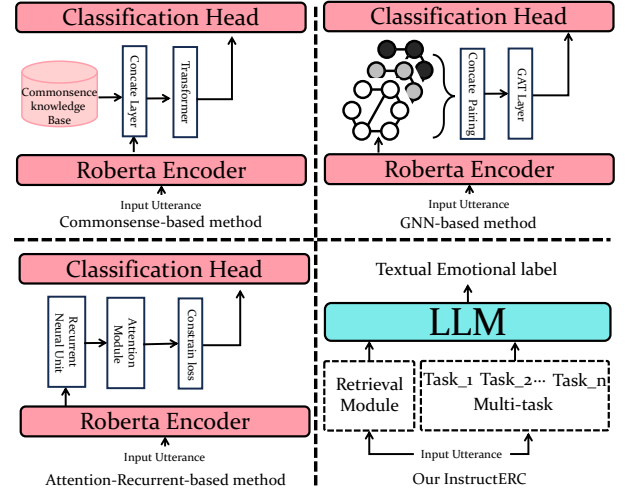 Classification Head
Commonsence
knowledge
Base
Concate Layer
Transformer
Roberta Encoder
Input Utterance
Commonsense-based method
Classification Head
Concate Pairing
GAT Layer
Roberta Encoder
Input Utterance
GNN-based method
Classification Head
Recurrent
Neural Unit
Attention
Module
Constrain loss
Roberta Encoder
Input Utterance
Attention-Recurrent-based method
Textual Emotional label
LLM
Retrieval
Module
Task_1 Task_2... Task_n
Multi-task
Input Utterance
Our InstructERC